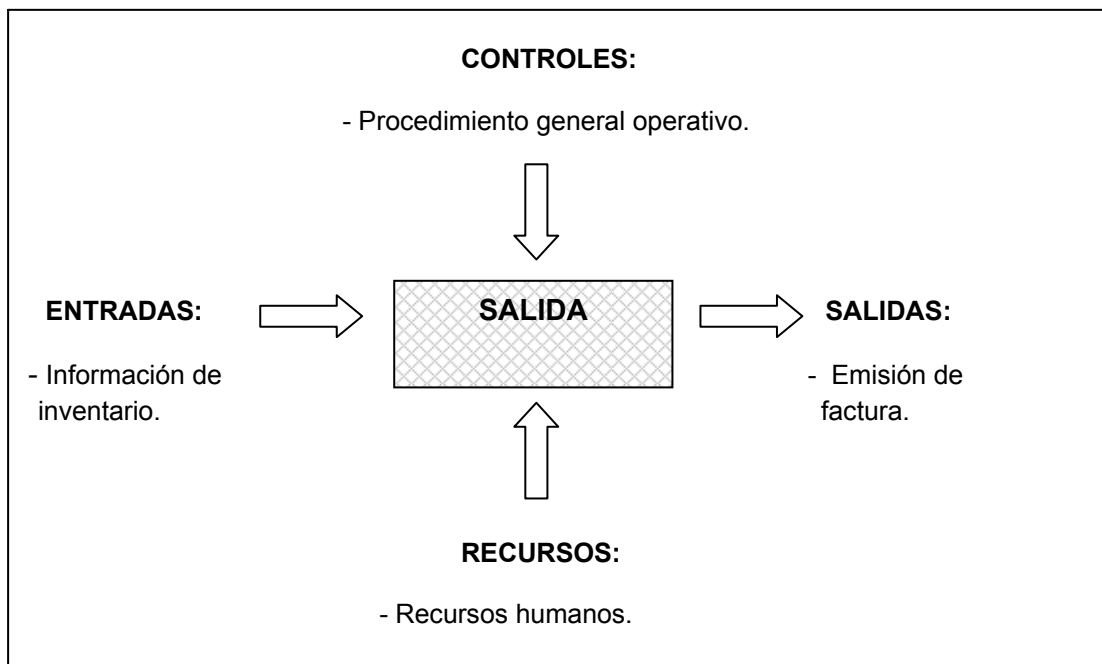 CONTROLES:
- Procedimiento general operativo.
ENTRADAS:
- Información de
inventario.
SALIDA
SALIDAS:
- Emisión de
factura.
RECURSOS:
- Recursos humanos.